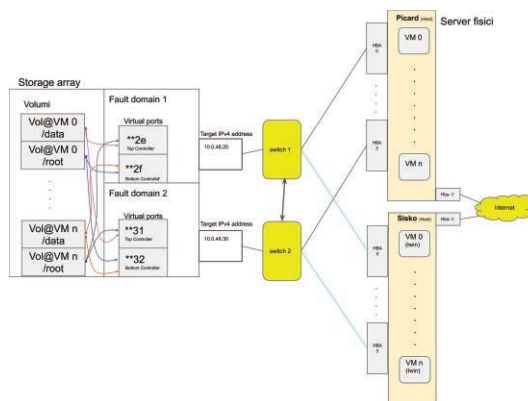 Storage array
Volumi
Vol@VM 0
/data
Vol@VM 0
/root
Vol@VM n
/data
Vol@VM n
/root
Fault domain 1
Virtual ports
**2e
Top Controller
**2f
Bottom Controller
Fault domain 2
Virtual ports
**31
Top Controller
**32
Bottom Controller
Target IPv4 address
10.0.46.20
Target IPv4 address
10.0.46.30
switch 1
switch 2
HBA
0
HBA
3
HBA
0
HBA
3
Picard (Host)
VM 0
VM n
Server fisici
Sisko (Host)
VM 0
(twin)
VM n
(twin)
Internet